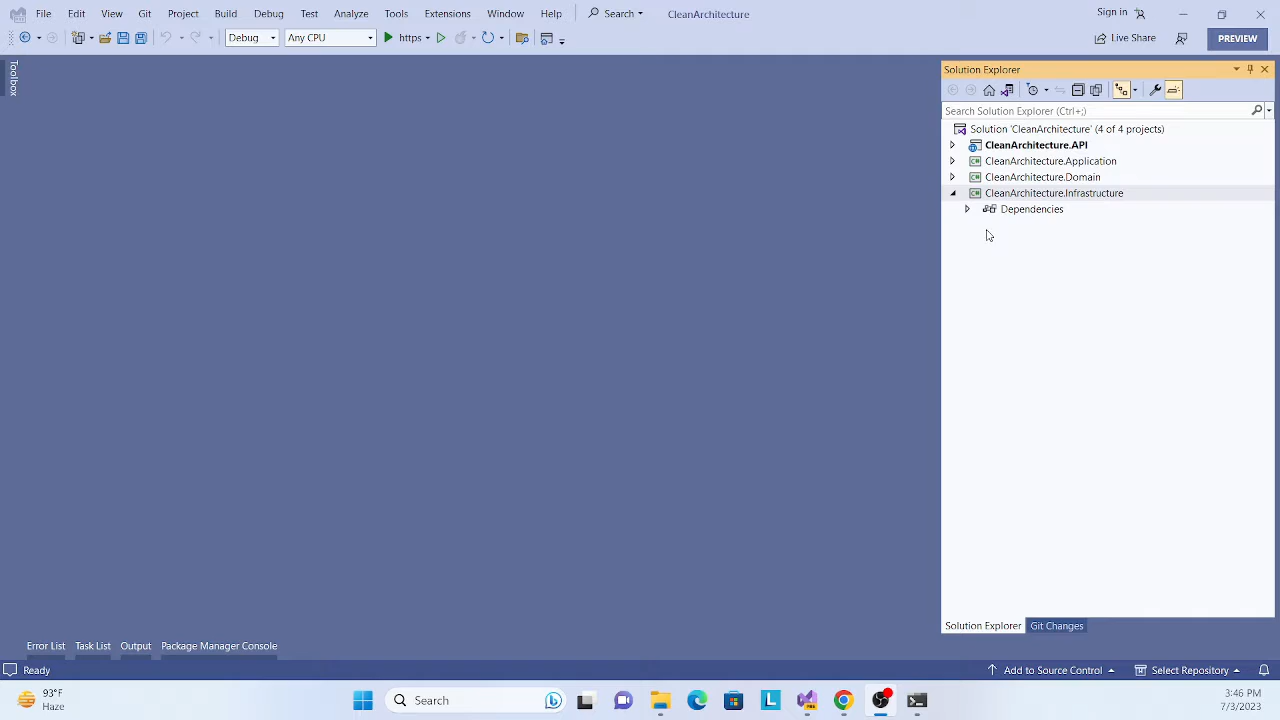 File Edit View Git Project Build Debug Test Analyze Tools Extensions Window Help Search CleanArchitecture Sign in
Debug Any CPU https Live Share PREVIEW
Toolbox
Solution Explorer
Search Solution Explorer (Ctrl+;)
Solution 'CleanArchitecture' (4 of 4 projects)
CleanArchitecture.API
C# CleanArchitecture.Application
C# CleanArchitecture.Domain
C# CleanArchitecture.Infrastructure
Dependencies
Solution Explorer Git Changes
Error List Task List Output Package Manager Console
Ready Add to Source Control Select Repository
93°F
Haze
Search
L
3:46 PM
7/3/2023